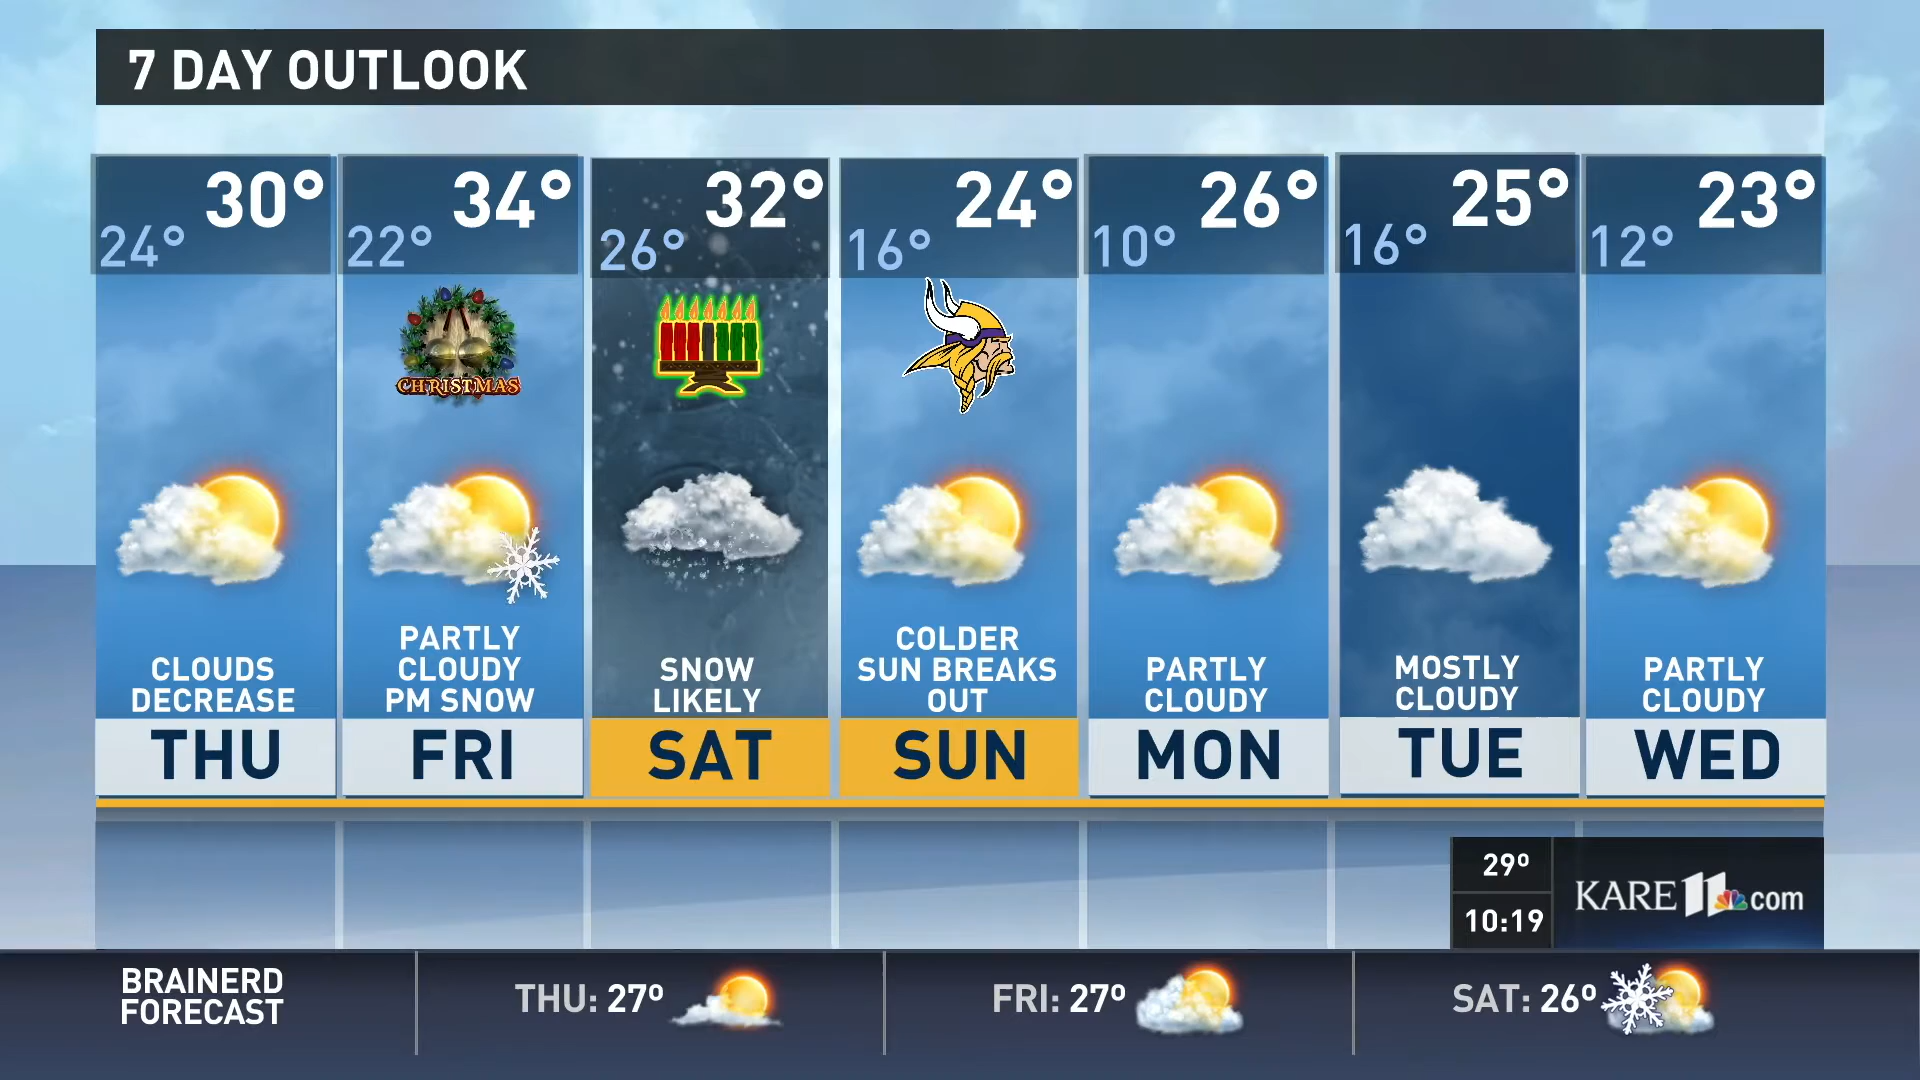 7 DAY OUTLOOK
30°
24°
34°
22°
32°
26°
24°
16°
26°
10°
25°
16°
23°
12°
CHRISTMAS
CLOUDS
DECREASE
PARTLY
CLOUDY
PM SNOW
SNOW
LIKELY
COLDER
SUN BREAKS
OUT
PARTLY
CLOUDY
MOSTLY
CLOUDY
PARTLY
CLOUDY
THU
FRI
SAT
SUN
MON
TUE
WED
29°
10:19
KARE 11 .com
BRAINERD
FORECAST
THU: 27°
FRI: 27°
SAT: 26°